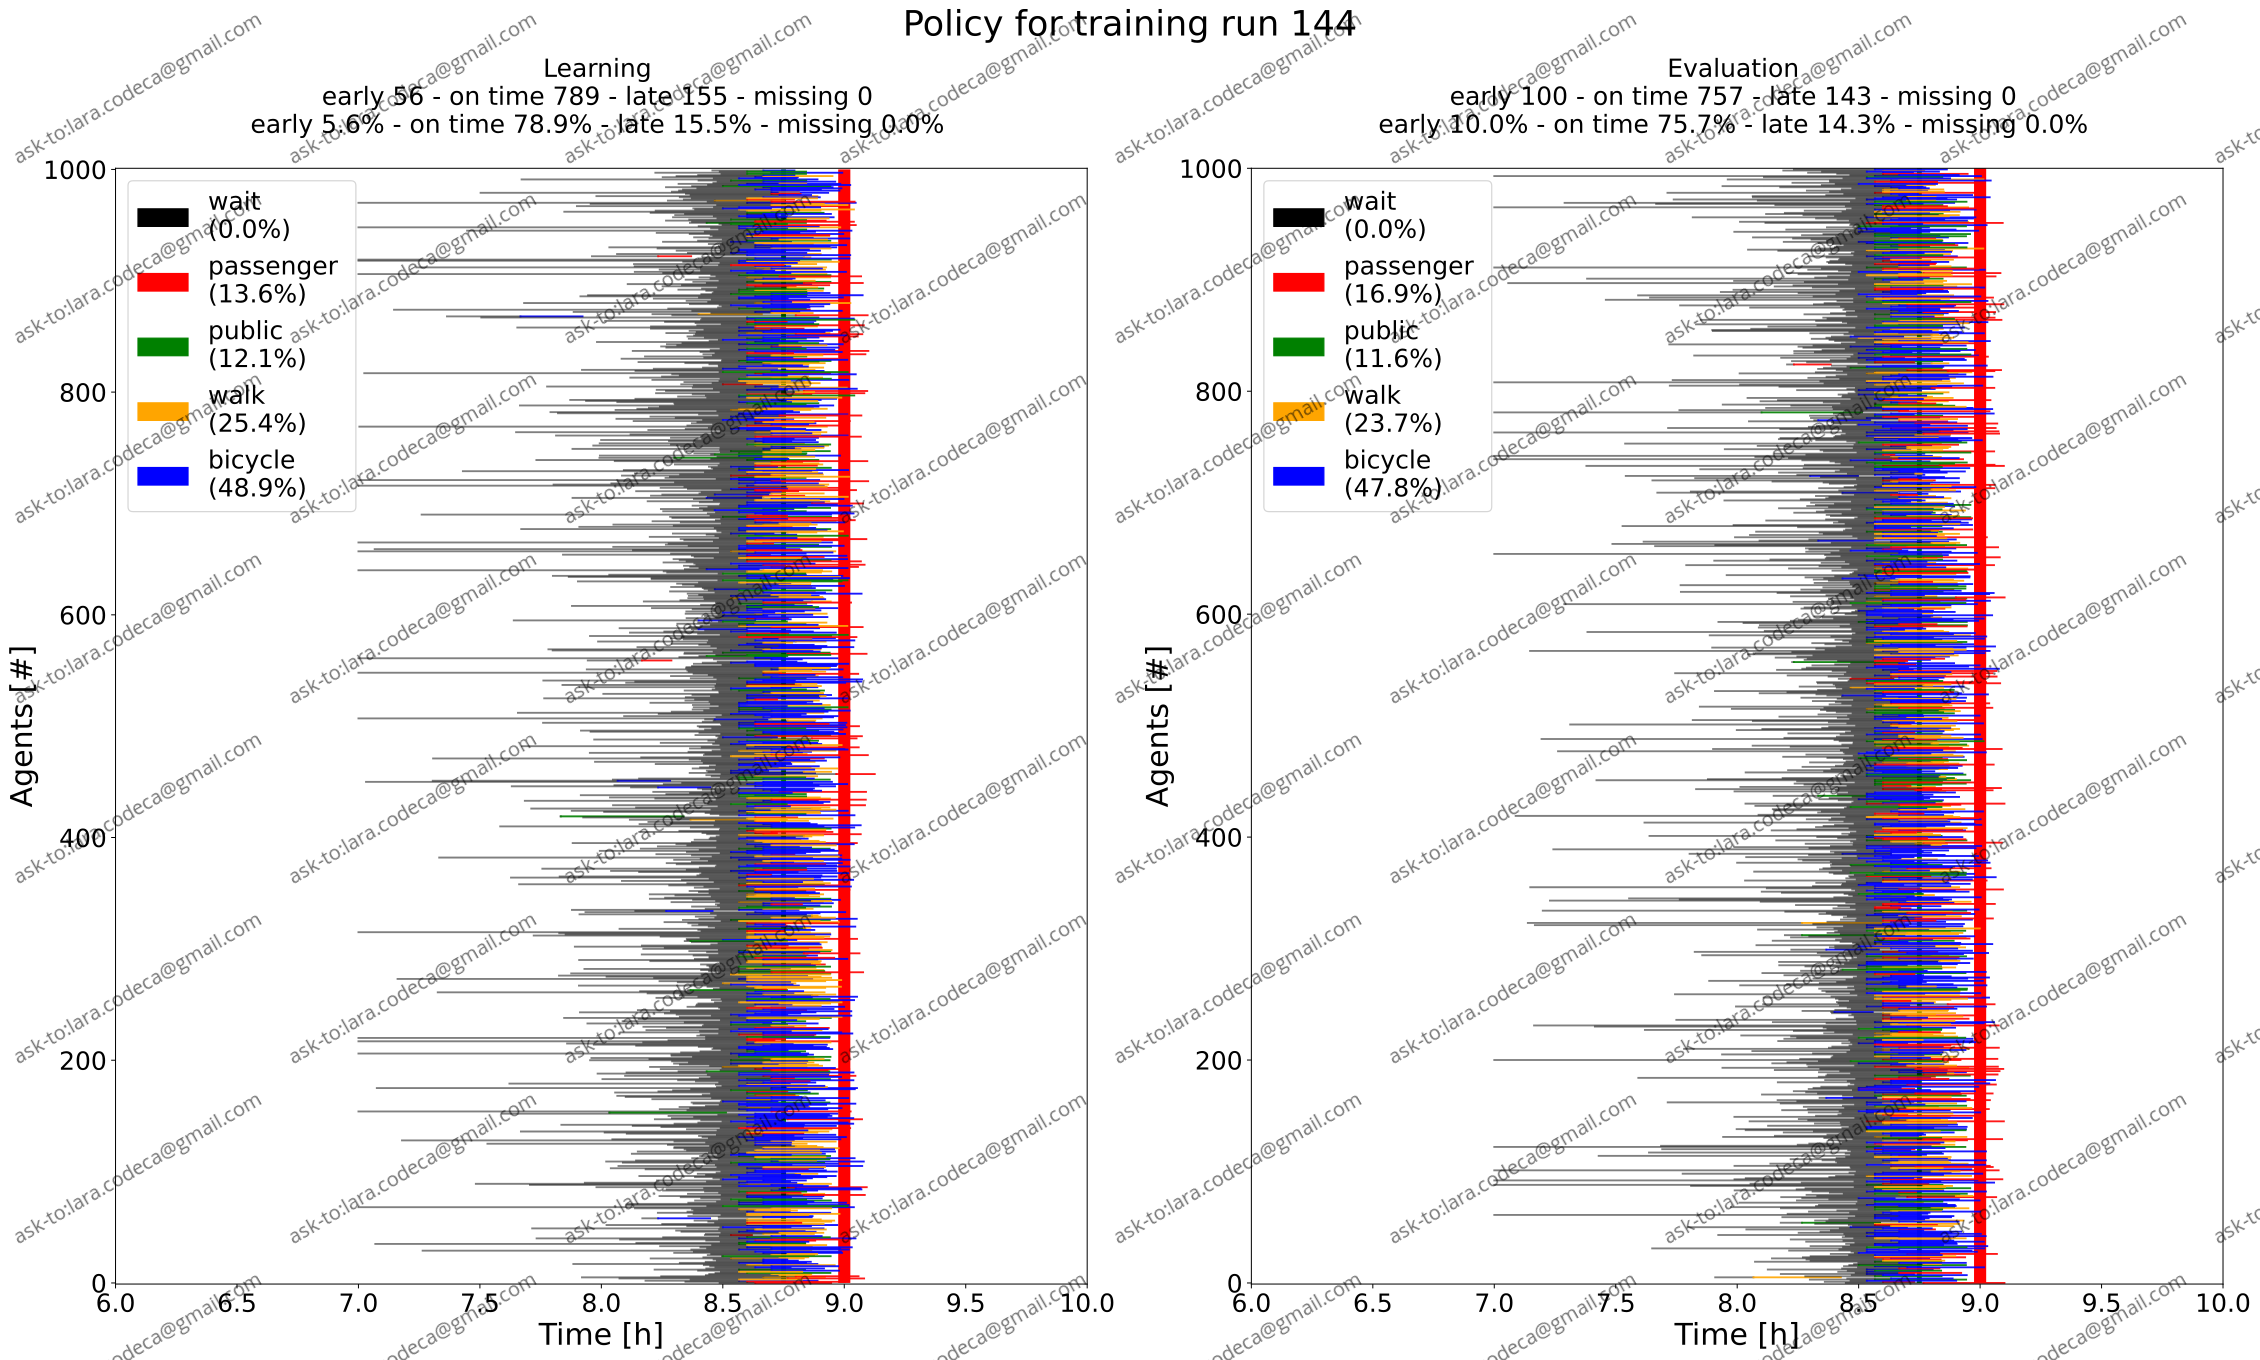 Policy for training run 144
Learning
early 56 - on time 789 - late 155 - missing 0
early 5.6% - on time 78.9% - late 15.5% - missing 0.0%
1000
800
600
400
200
0
Agents [#]
wait
(0.0%)
passenger
(13.6%)
public
(12.1%)
walk
(25.4%)
bicycle
(48.9%)
6.0 6.5 7.0 7.5 8.0 8.5 9.0 9.5 10.0
Time [h]
Evaluation
early 100 - on time 757 - late 143 - missing 0
early 10.0% - on time 75.7% - late 14.3% - missing 0.0%
1000
800
600
400
200
0
Agents [#]
wait
(0.0%)
passenger
(16.9%)
public
(11.6%)
walk
(23.7%)
bicycle
(47.8%)
6.0 6.5 7.0 7.5 8.0 8.5 9.0 9.5 10.0
Time [h]
ask-to:lara.codeca@gmail.com